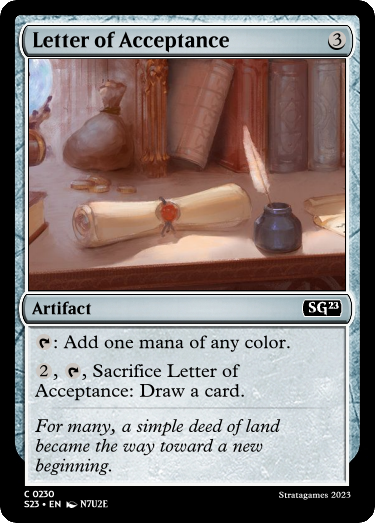 Letter of Acceptance 3
Artifact SG23
: Add one mana of any color.
2, , Sacrifice Letter of
Acceptance: Draw a card.
For many, a simple deed of land
became the way toward a new
beginning.
C 0230
S23 • EN N7U2E
Stratagames 2023